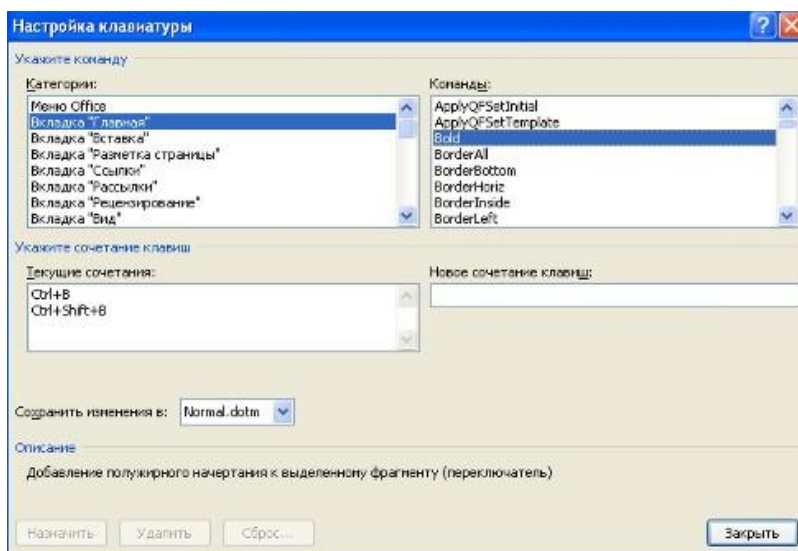 Настройка клавиатуры
Укажите команду
Категории:
Меню Office
Вкладка "Главная"
Вкладка "Вставка"
Вкладка "Разметка страницы"
Вкладка "Ссылки"
Вкладка "Рассылки"
Вкладка "Рецензирование"
Вкладка "Вид"
Команды:
ApplyQFSetInitial
ApplyQFSetTemplate
Bold
BorderAll
BorderBottom
BorderHoriz
BorderInside
BorderLeft
Укажите сочетание клавиш
Текущие сочетания:
Ctrl+B
Ctrl+Shift+B
Новое сочетание клавиш:
Сохранить изменения в: Normal.dotm
Описание
Добавление полужирного начертания к выделенному фрагменту (переключатель)
Назначить Удалить Сброс... Закрыть